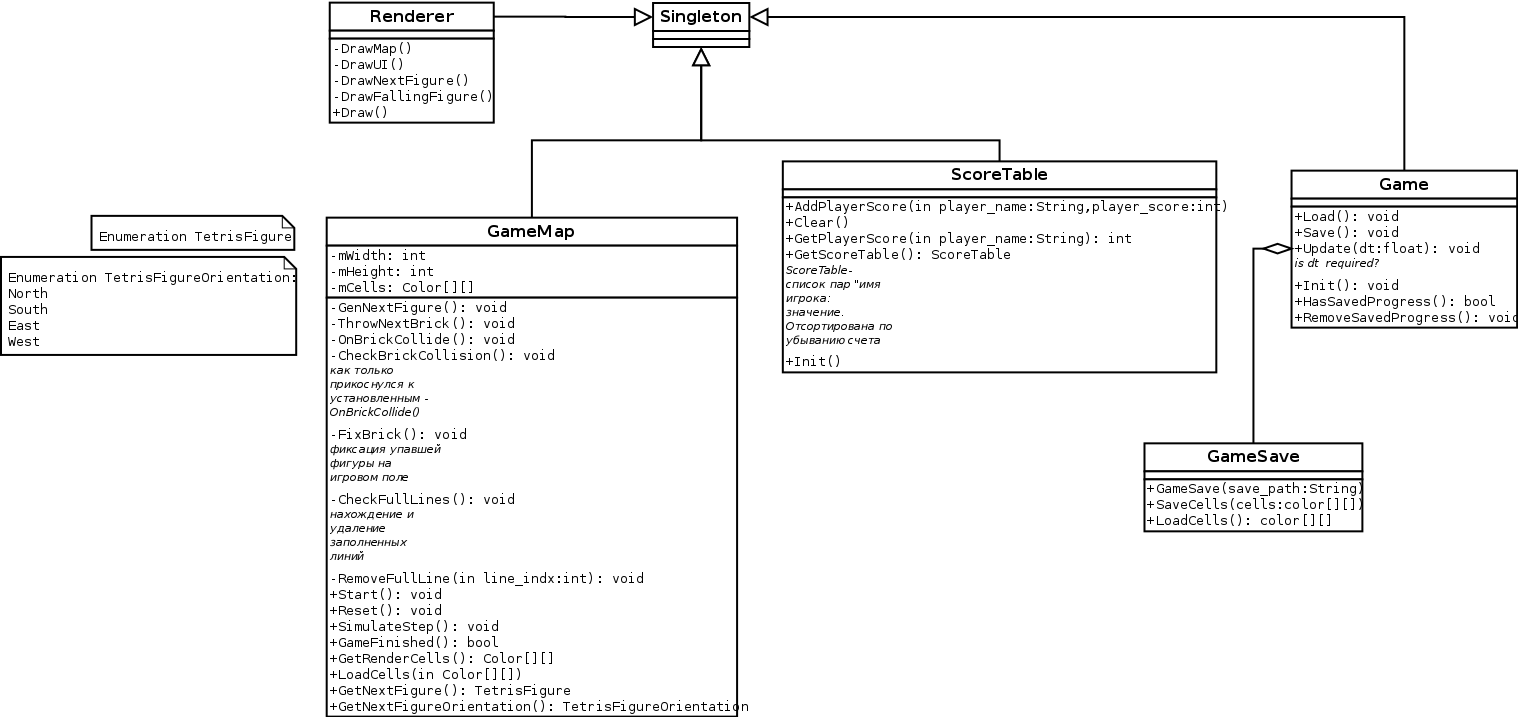 Renderer
-DrawMap()
-DrawUI()
-DrawNextFigure()
-DrawFallingFigure()
+Draw()
Singleton
Enumeration TetrisFigure
Enumeration TetrisFigureOrientation:
North
South
East
West
GameMap
-mWidth: int
-mHeight: int
-mCells: Color[][]
-GenNextFigure(): void
-ThrowNextBrick(): void
-OnBrickCollide(): void
-CheckBrickCollision(): void
как только
прикоснулся к
установленным -
OnBrickCollide()
-FixBrick(): void
фиксация упавшей
фигуры на
игровом поле
-CheckFullLines(): void
нахождение и
удаление
заполненных
линий
-RemoveFullLine(in line_indx:int): void
+Start(): void
+Reset(): void
+SimulateStep(): void
+GameFinished(): bool
+GetRenderCells(): Color[][]
+LoadCells(in Color[][])
+GetNextFigure(): TetrisFigure
+GetNextFigureOrientation(): TetrisFigureOrientation
ScoreTable
+AddPlayerScore(in player_name:String,player_score:int)
+Clear()
+GetPlayerScore(in player_name:String): int
+GetScoreTable(): ScoreTable
ScoreTable-
список пар "имя
игрока:
значение.
Отсортирована по
убыванию счета
+Init()
Game
+Load(): void
+Save(): void
+Update(dt:float): void
is dt required?
+Init(): void
+HasSavedProgress(): bool
+RemoveSavedProgress(): void
GameSave
+GameSave(save_path:String)
+SaveCells(cells:color[][])
+LoadCells(): color[][]